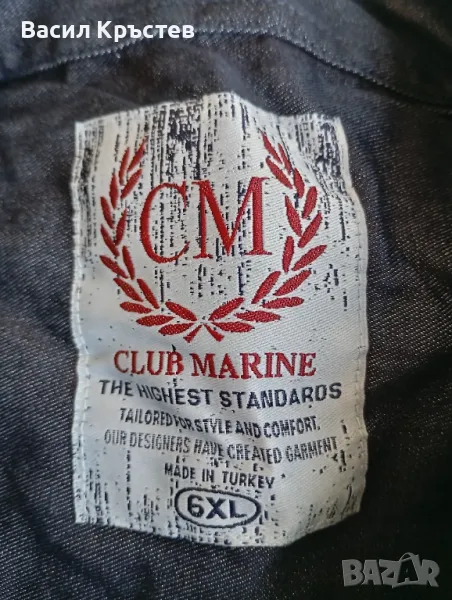 Васил Кръстев
CM
CLUB MARINE
THE HIGHEST STANDARDS
TAILORED FOR STYLE AND COMFORT.
OUR DESIGNERS HAVE CREATED GARMENT
MADE IN TURKEY
6XL
BAZAR